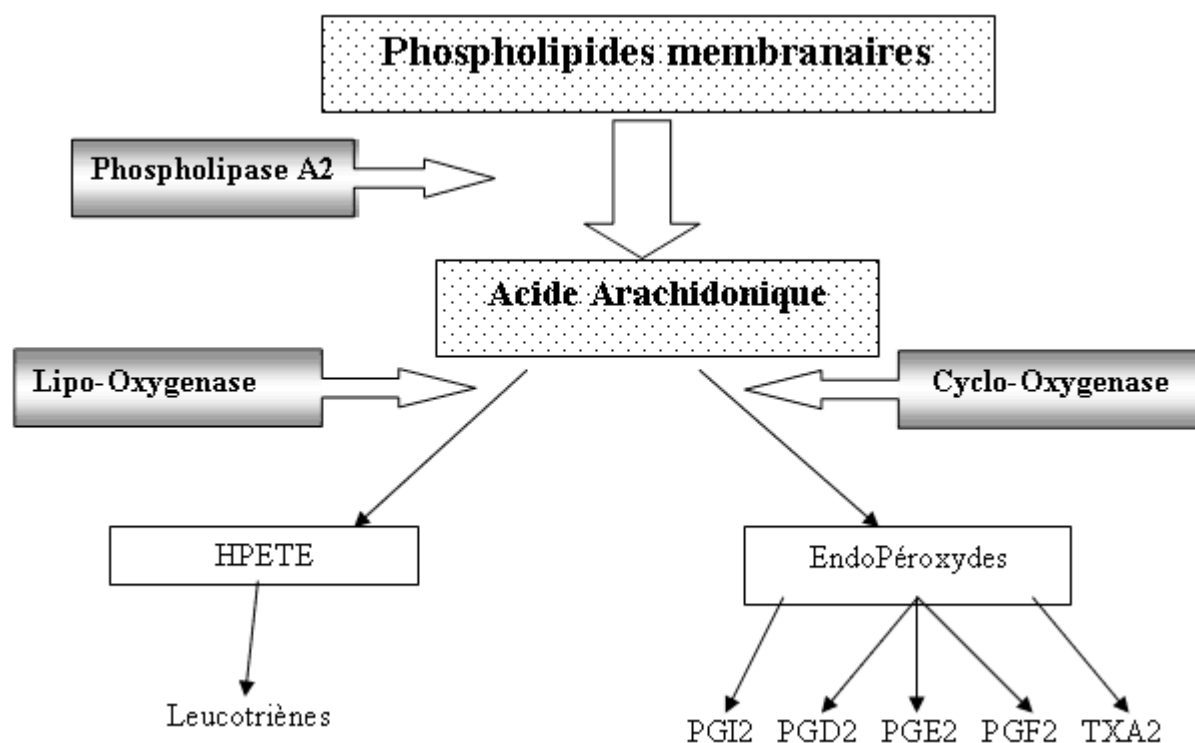 Phospholipides membranaires
Phospholipase A2
Acide Arachidonique
Lipo-Oxygenase
Cyclo-Oxygenase
HPETE
EndoPéroxydes
Leucotriènes
PGI2 PGD2 PGE2 PGF2 TXA2